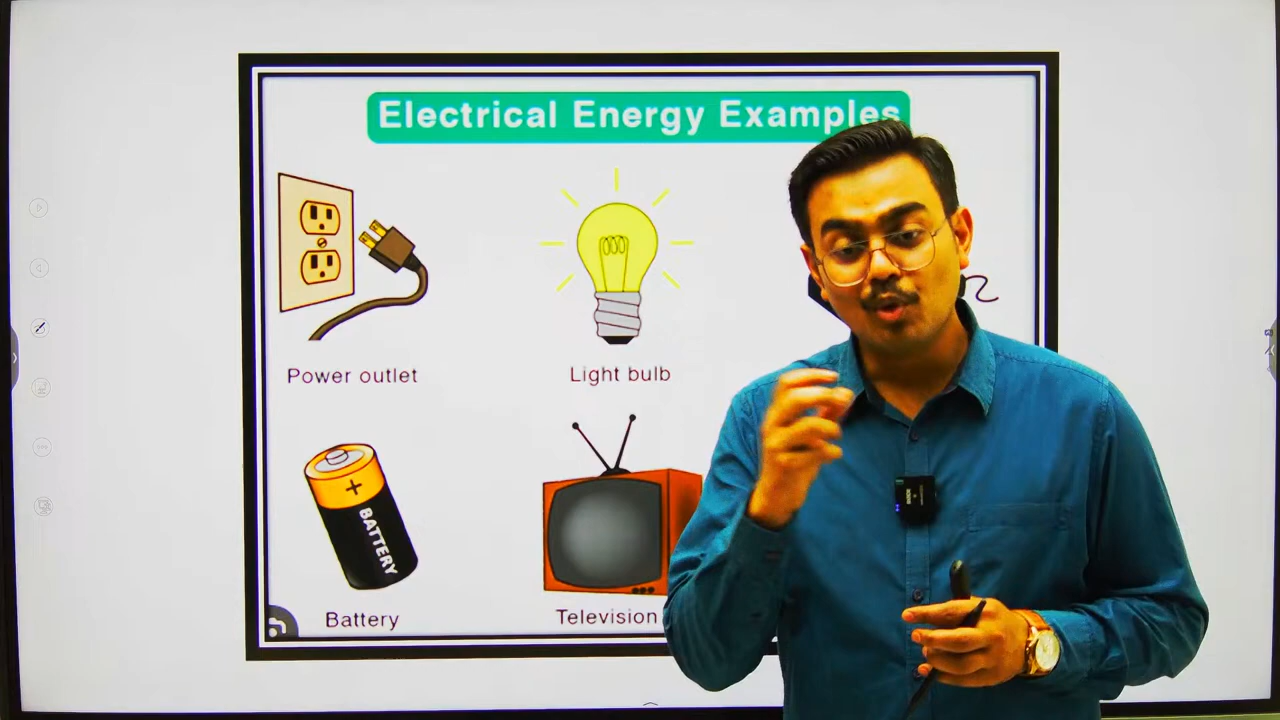 Electrical Energy Examples
Power outlet
Light bulb
+
BATTERY
Battery
Television